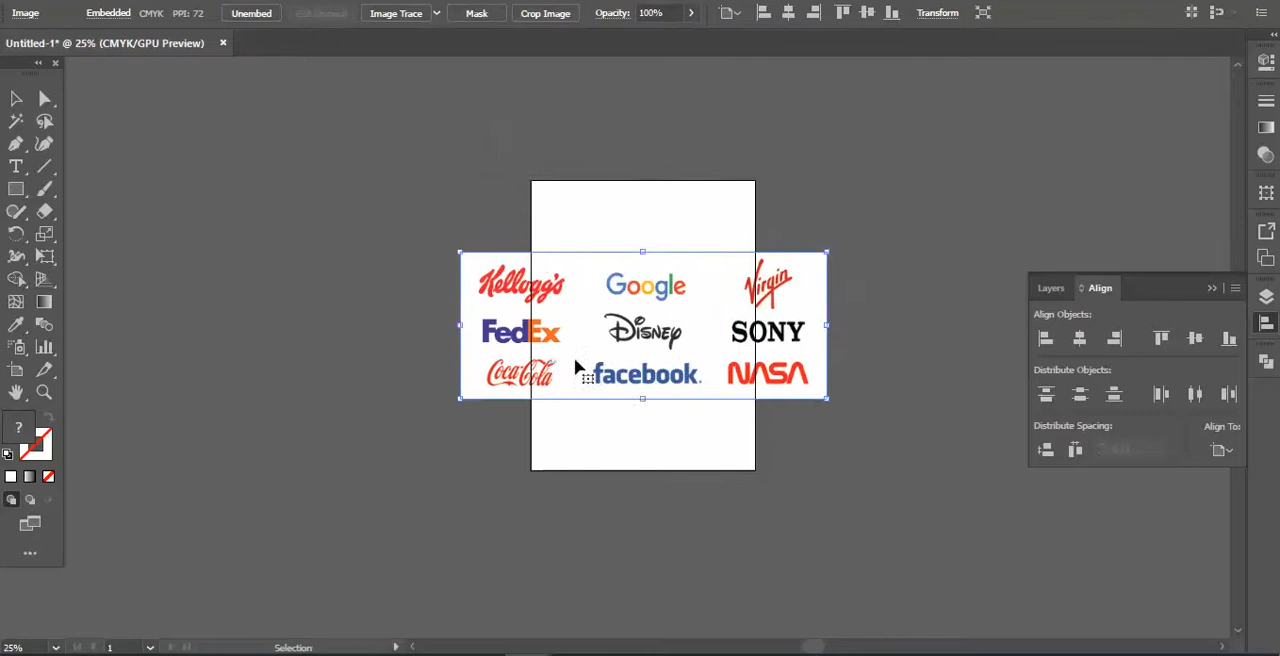 Image Embedded CMYK PPI: 72 Unembed Image Trace Mask Crop Image Opacity: 100% Transform
Untitled-1* @ 25% (CMYK/GPU Preview)
Kellogg's Google Virgin
FedEx Disney SONY
Coca-Cola facebook. NASA
Layers Align
Align Objects:
Distribute Objects:
Distribute Spacing: Align To:
T
?
25% 1 Selection